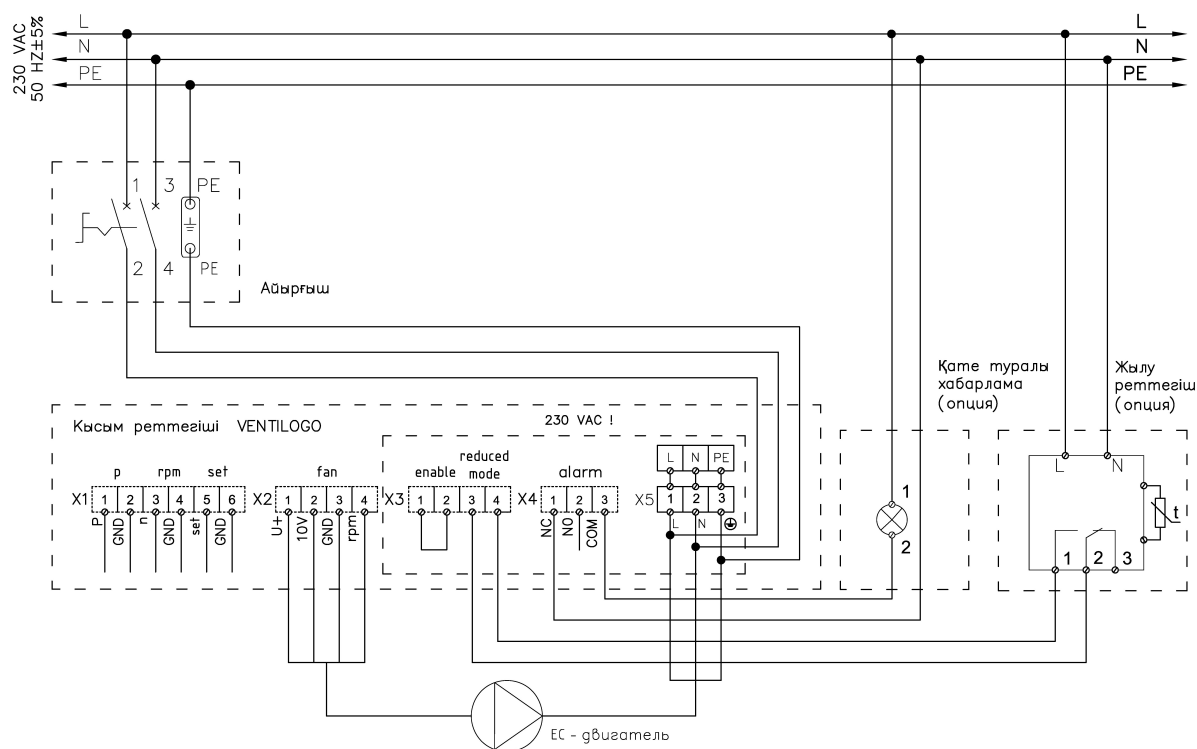 230 VAC
50 HZ±5%
L
N
PE
L
N
PE
1 3 PE
2 4 PE
Айырғыш
Қате туралы
хабарлама
(опция)
Жылу
реттегіш
(опция)
Кысым реттегіші VENTILOGO
230 VAC !
p rpm set
fan
enable
reduced
mode
alarm
L N PE
X1 1 2 3 4 5 6
X2 1 2 3 4
X3 1 2 3 4
X4 1 2 3
X5 1 2 3
P
GND
n
GND
set
GND
U+
10V
GND
rpm
NC
NO
COM
L N
1
2
L N
t
1 2 3
EC - двигатель